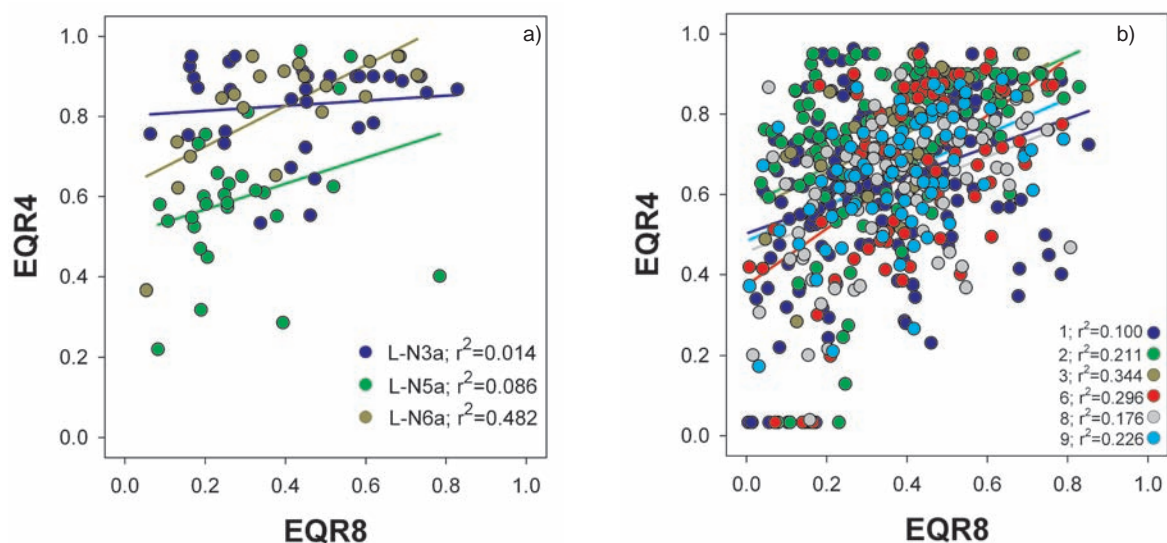 a)
EQR4
1.0
0.8
0.6
0.4
0.2
0.0
L-N3a; r²=0.014
L-N5a; r²=0.086
L-N6a; r²=0.482
0.0 0.2 0.4 0.6 0.8 1.0
EQR8
b)
EQR4
1.0
0.8
0.6
0.4
0.2
0.0
1; r²=0.100
2; r²=0.211
3; r²=0.344
6; r²=0.296
8; r²=0.176
9; r²=0.226
0.0 0.2 0.4 0.6 0.8 1.0
EQR8